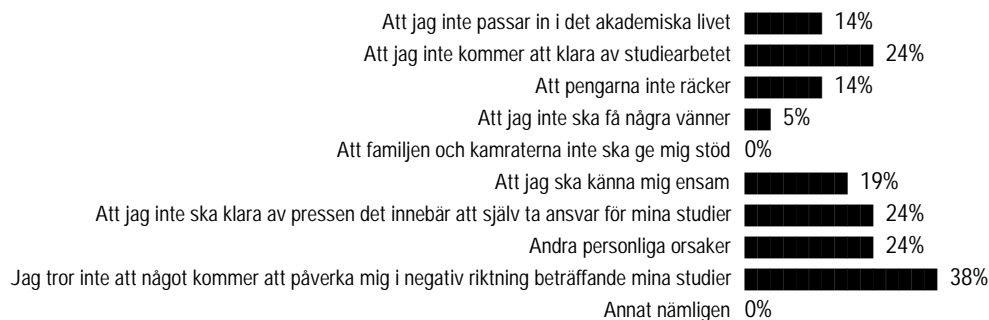 Att jag inte passar in i det akademiska livet 14%
Att jag inte kommer att klara av studiearbetet 24%
Att pengarna inte räcker 14%
Att jag inte ska få några vänner 5%
Att familjen och kamraterna inte ska ge mig stöd 0%
Att jag ska känna mig ensam 19%
Att jag inte ska klara av pressen det innebär att själv ta ansvar för mina studier 24%
Andra personliga orsaker 24%
Jag tror inte att något kommer att påverka mig i negativ riktning beträffande mina studier 38%
Annat nämligen 0%